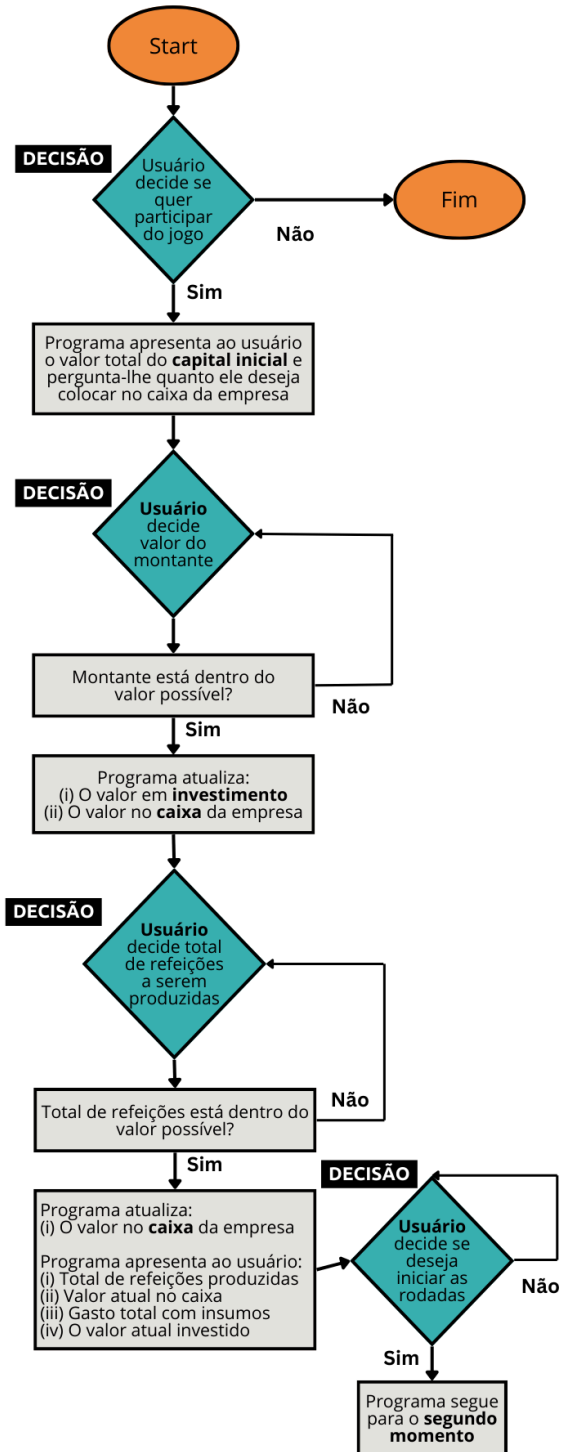 Start
DECISÃO
Usuário
decide se
quer
participar
do jogo
Fim
Não
Sim
Programa apresenta ao usuário
o valor total do capital inicial e
pergunta-lhe quanto ele deseja
colocar no caixa da empresa
DECISÃO
Usuário
decide
valor do
montante
Montante está dentro do
valor possível?
Não
Sim
Programa atualiza:
(i) O valor em investimento
(ii) O valor no caixa da empresa
DECISÃO
Usuário
decide total
de refeições
a serem
produzidas
Total de refeições está dentro do
valor possível?
Não
Sim
Programa atualiza:
(i) O valor no caixa da empresa
Programa apresenta ao usuário:
(i) Total de refeições produzidas
(ii) Valor atual no caixa
(iii) Gasto total com insumos
(iv) O valor atual investido
DECISÃO
Usuário
decide se
deseja
iniciar as
rodadas
Não
Sim
Programa segue
para o segundo
momento